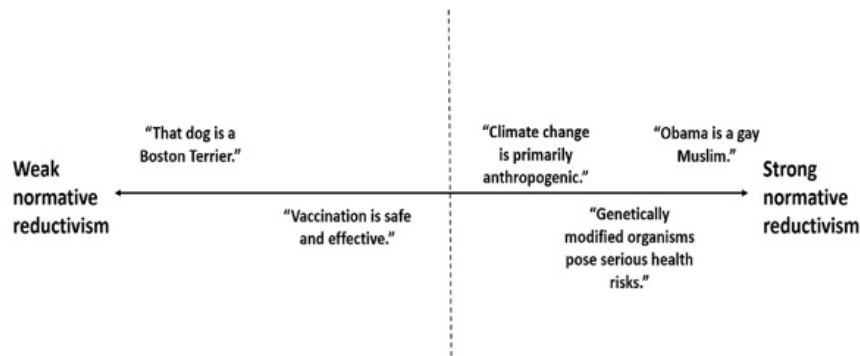 “That dog is a
Boston Terrier.”
“Climate change
is primarily
anthropogenic.”
“Obama is a gay
Muslim.”
Weak
normative
reductivism
Strong
normative
reductivism
“Vaccination is safe
and effective.”
“Genetically
modified organisms
pose serious health
risks.”